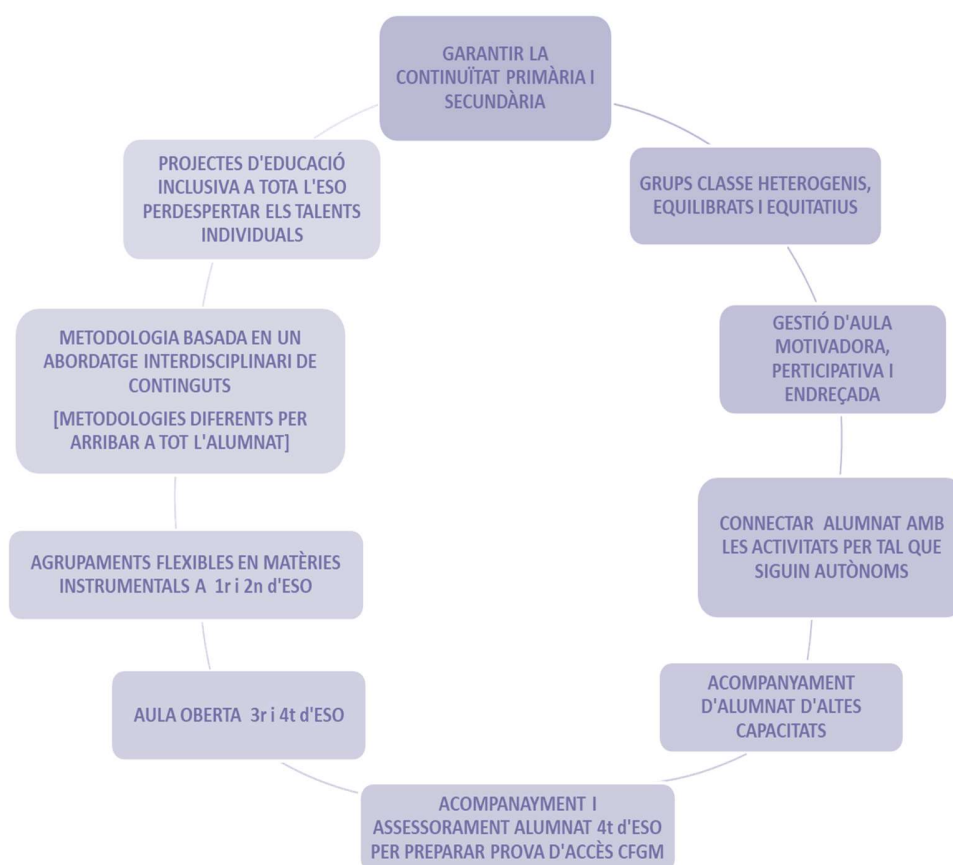 GARANTIR LA
CONTINUÏTAT PRIMÀRIA I
SECUNDÀRIA
GRUPS CLASSE HETEROGENIS,
EQUILIBRATS I EQUITATIUS
GESTIÓ D'AULA
MOTIVADORA,
PERTICIPATIVA I
ENDREÇADA
CONNECTAR ALUMNAT AMB
LES ACTIVITATS PER TAL QUE
SIGUIN AUTÒNOMS
ACOMPANYAMENT
D'ALUMNAT D'ALTES
CAPACITATS
ACOMPANAYMENT I
ASSESSORAMENT ALUMNAT 4t d'ESO
PER PREPARAR PROVA D'ACCÈS CFGM
AULA OBERTA 3r i 4t d'ESO
AGRUPAMENTS FLEXIBLES EN MATÈRIES
INSTRUMENTALS A 1r i 2n d'ESO
METODOLOGIA BASADA EN UN
ABORDATGE INTERDISCIPLINARI DE
CONTINGUTS
[METODOLOGIES DIFERENTS PER
ARRIBAR A TOT L'ALUMNAT]
PROJECTES D'EDUCACIÓ
INCLUSIVA A TOTA L'ESO
PERDESPERTAR ELS TALENTS
INDIVIDUALS